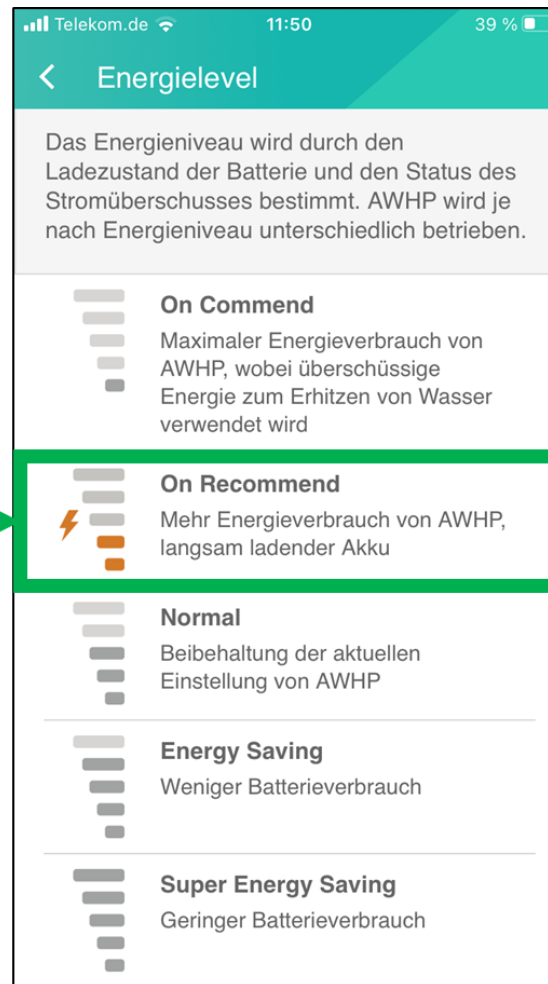 Telekom.de 11:50 39 %
Energielevel
Das Energieniveau wird durch den
Ladezustand der Batterie und den Status des
Stromüberschusses bestimmt. AWHP wird je
nach Energieniveau unterschiedlich betrieben.
On Commend
Maximaler Energieverbrauch von
AWHP, wobei überschüssige
Energie zum Erhitzen von Wasser
verwendet wird
On Recommend
Mehr Energieverbrauch von AWHP,
langsam ladender Akku
Normal
Beibehaltung der aktuellen
Einstellung von AWHP
Energy Saving
Weniger Batterieverbrauch
Super Energy Saving
Geringer Batterieverbrauch